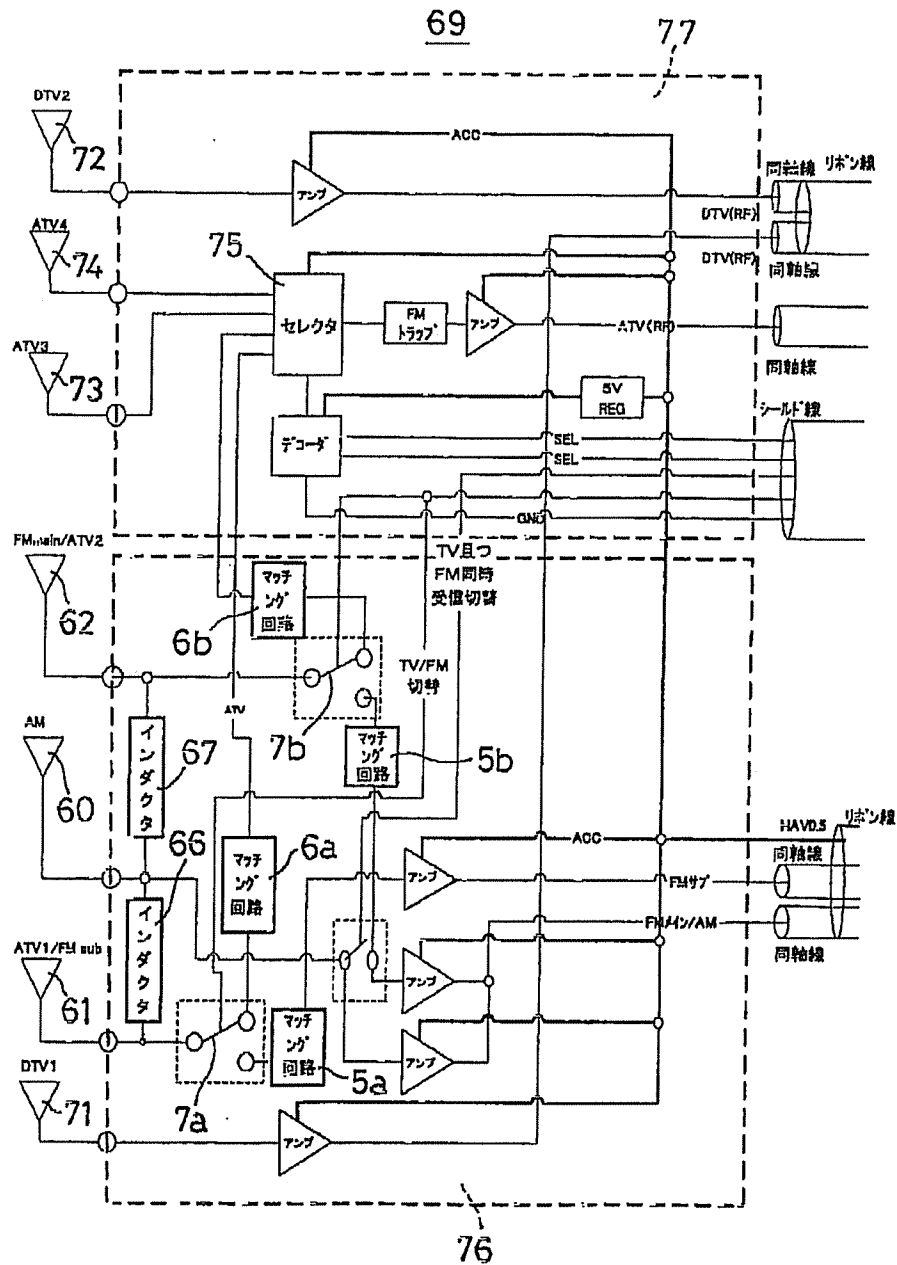 69
77
DTV2
72
ACC
アンプ
同軸線
リボン線
DTV(RF)
DTV(RF)
同軸線
ATV4
74
75
セレクタ
FM
トラップ
アンプ
ATV(RF)
同軸線
ATV3
73
5V
REG
シールド線
デコーダ
SEL
SEL
GND
FMmain/ATV2
62
マッチ
ング
回路
6b
TV且つ
FM同時
受信切替
TV/FM
切替
ATV
7b
マッチ
ング
回路
5b
AM
60
インダクタ
67
マッチ
ング
回路
6a
ACC
アンプ
リボン線
同軸線
FMサブ
FMメイン/AM
同軸線
インダクタ
66
ATV1/FM sub
61
アンプ
アンプ
マッチ
ング
回路
5a
7a
DTV1
71
アンプ
76